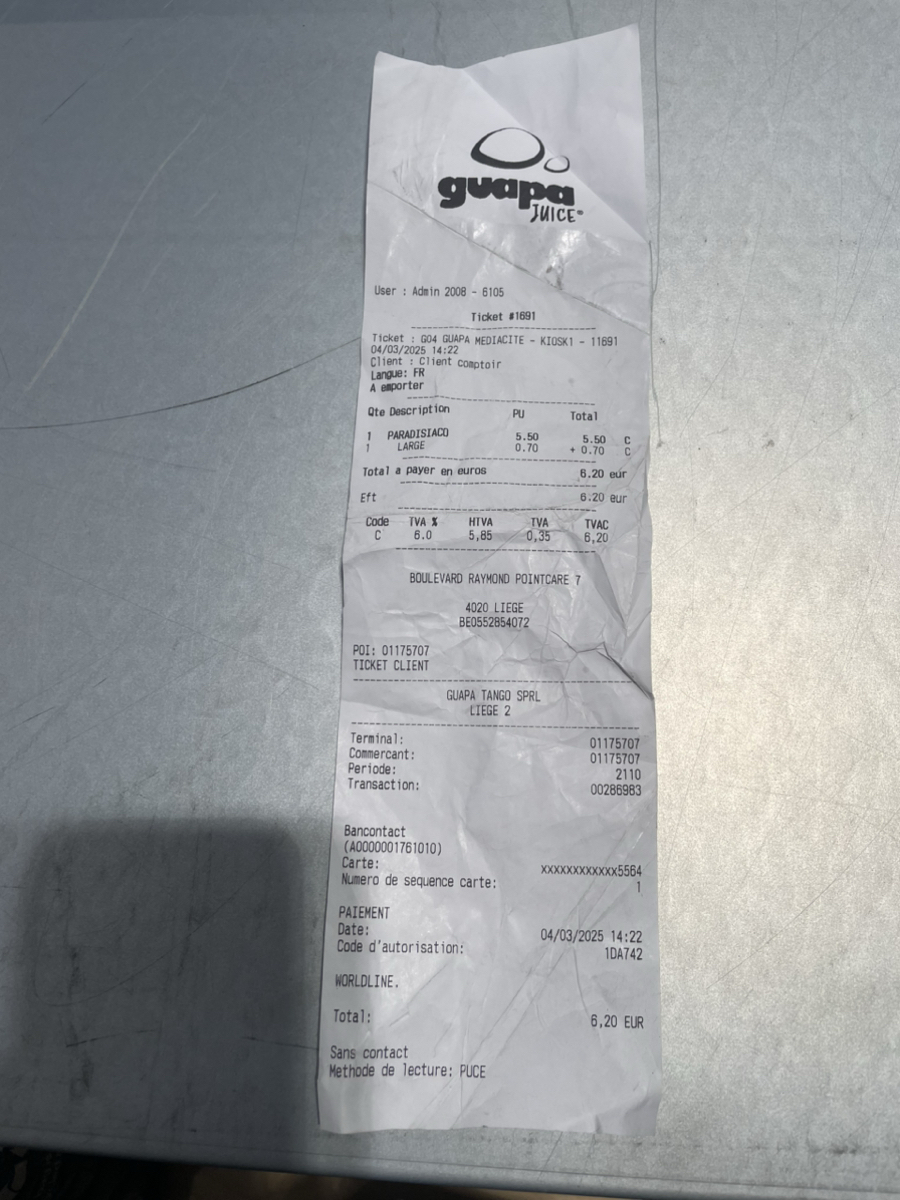 guapa
JUICE
User : Admin 2008 - 6105
Ticket #1691
Ticket : G04 GUAPA MEDIACITE - KIOSK1 - 11691
04/03/2025 14:22
Client : Client comptoir
Langue: FR
A emporter
Qte Description PU Total
1 PARADISIACO 5.50 5.50 C
1 LARGE 0.70 + 0.70 C
Total a payer en euros 6.20 eur
Eft 6.20 eur
Code TVA % HTVA TVA TVAC
C 6.0 5,85 0,35 6,20
BOULEVARD RAYMOND POINTCARE 7
4020 LIEGE
BE0552854072
POI: 01175707
TICKET CLIENT
GUAPA TANGO SPRL
LIEGE 2
Terminal: 01175707
Commercant: 01175707
Periode: 2110
Transaction: 00286983
Bancontact
(A0000001761010)
Carte: xxxxxxxxxxxx5564
Numero de sequence carte: 1
PAIEMENT
Date: 04/03/2025 14:22
Code d'autorisation: 1DA742
WORLDLINE.
Total: 6,20 EUR
Sans contact
Methode de lecture: PUCE